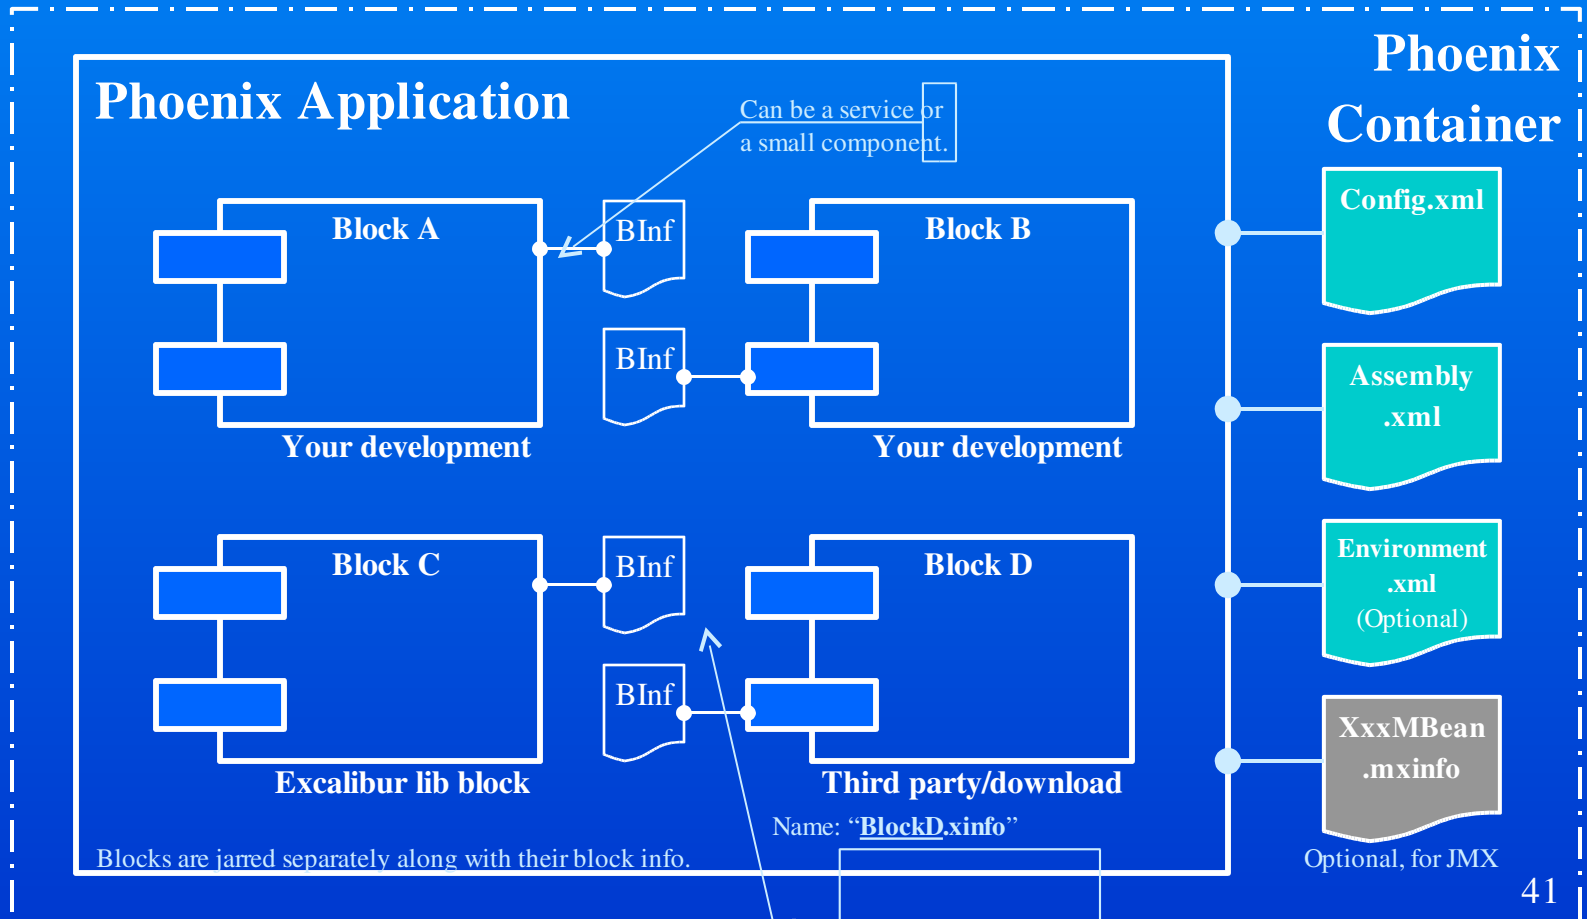 Phoenix
Container
Phoenix Application
Can be a service or
a small component.
Block A
BInf
Block B
Config.xml
BInf
Assembly
.xml
Your development
Your development
Block C
BInf
Block D
Environment
.xml
(Optional)
BInf
XxxMBean
.mxinfo
Excalibur lib block
Third party/download
Name: “BlockD.xinfo”
Blocks are jarred separately along with their block info.
Optional, for JMX
41